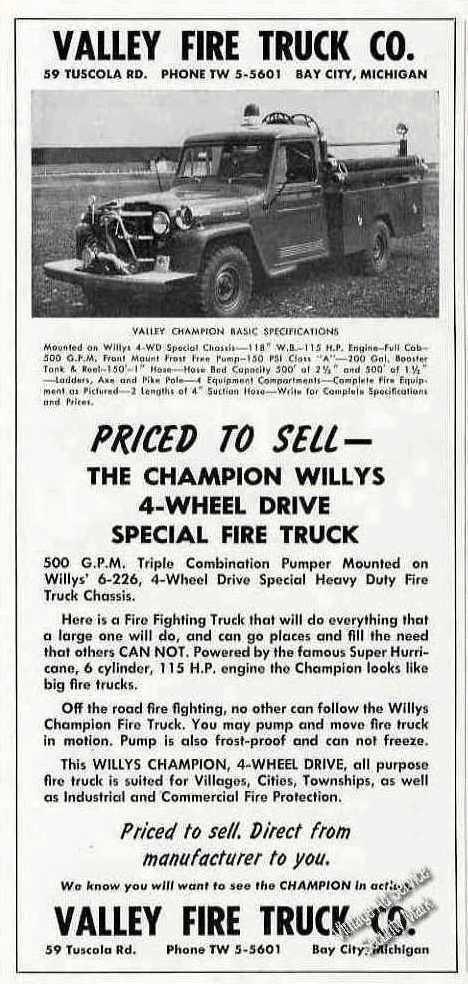 VALLEY FIRE TRUCK CO.
59 TUSCOLA RD. PHONE TW 5-5601 BAY CITY, MICHIGAN
VALLEY CHAMPION BASIC SPECIFICATIONS
Mounted on Willys 4-WD Special Chassis—118" W.B.—115 H.P. Engine—Full Cab—
500 G.P.M. Front Mount Frost Free Pump—150 PSI Class "A"—200 Gal. Booster
Tank & Reel—150'-1" Hose—Hose Bed Capacity 500' of 2½" and 500' of 1½"
—Ladders, Axe and Pike Pole—4 Equipment Compartments—Complete Fire Equip-
ment as Pictured—2 Lengths of 4" Suction Hose—Write for Complete Specifications
and Prices.
PRICED TO SELL—
THE CHAMPION WILLYS
4-WHEEL DRIVE
SPECIAL FIRE TRUCK
500 G.P.M. Triple Combination Pumper Mounted on
Willys' 6-226, 4-Wheel Drive Special Heavy Duty Fire
Truck Chassis.
Here is a Fire Fighting Truck that will do everything that
a large one will do, and can go places and fill the need
that others CAN NOT. Powered by the famous Super Hurri-
cane, 6 cylinder, 115 H.P. engine the Champion looks like
big fire trucks.
Off the road fire fighting, no other can follow the Willys
Champion Fire Truck. You may pump and move fire truck
in motion. Pump is also frost-proof and can not freeze.
This WILLYS CHAMPION, 4-WHEEL DRIVE, all purpose
fire truck is suited for Villages, Cities, Townships, as well
as Industrial and Commercial Fire Protection.
Priced to sell. Direct from
manufacturer to you.
We know you will want to see the CHAMPION in action.
VALLEY FIRE TRUCK CO.
59 Tuscola Rd. Phone TW 5-5601 Bay City, Michigan